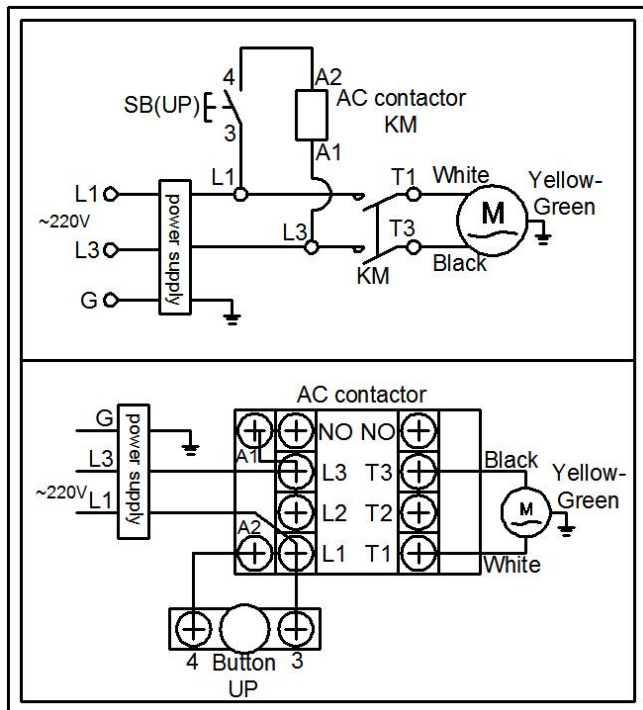 4
A2
SB(UP)
AC contactor
KM
3
A1
L1
T1
White
Yellow-
Green
L1
~220V
power supply
M
L3
L3
T3
KM
Black
G
AC contactor
G
power supply
NO
NO
A1
L3
L3
T3
Black
Yellow-
Green
~220V
L1
L2
T2
M
A2
L1
T1
White
4
Button
3
UP